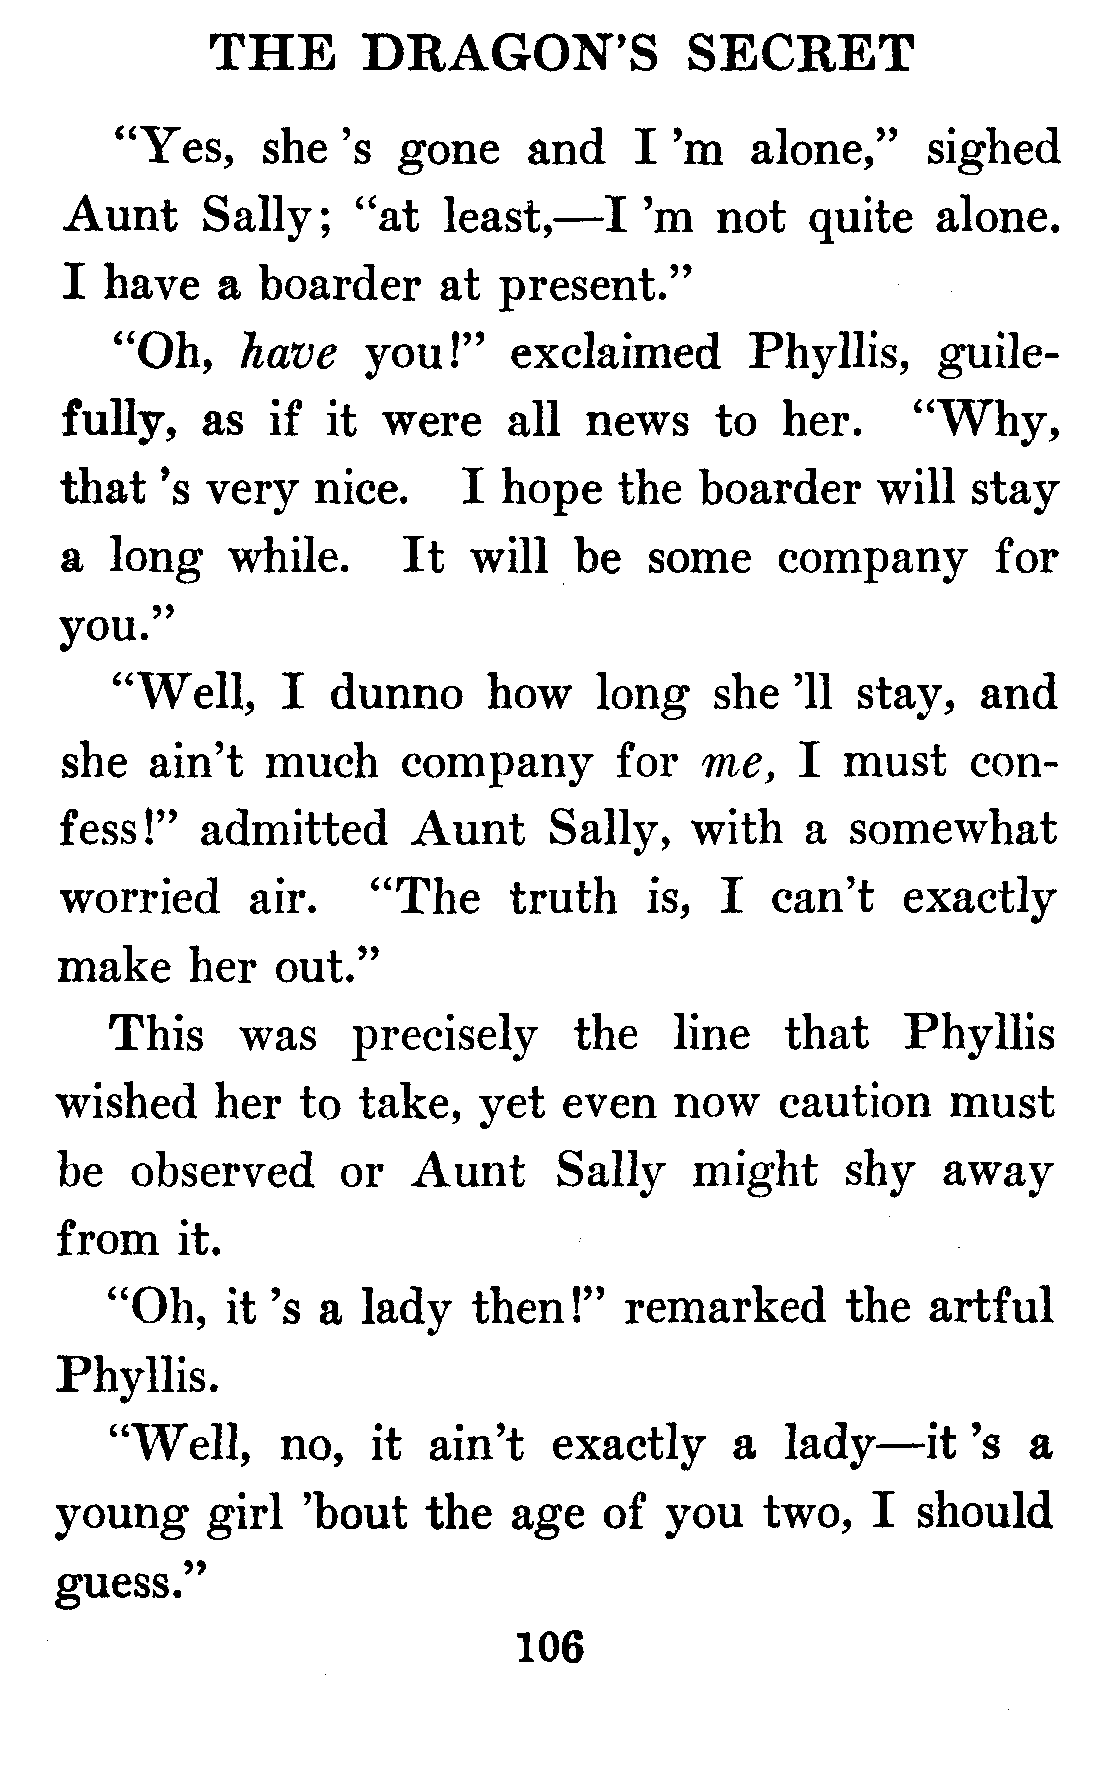 THE DRAGON'S SECRET
“Yes, she 's gone and I 'm alone,” sighed
Aunt Sally; “at least,—I 'm not quite alone.
I have a boarder at present.”
“Oh, have you!” exclaimed Phyllis, guile-
fully, as if it were all news to her. “Why,
that 's very nice. I hope the boarder will stay
a long while. It will be some company for
you.”
“Well, I dunno how long she 'll stay, and
she ain't much company for me, I must con-
fess!” admitted Aunt Sally, with a somewhat
worried air. “The truth is, I can't exactly
make her out.”
This was precisely the line that Phyllis
wished her to take, yet even now caution must
be observed or Aunt Sally might shy away
from it.
“Oh, it 's a lady then!” remarked the artful
Phyllis.
“Well, no, it ain't exactly a lady—it 's a
young girl 'bout the age of you two, I should
guess.”
106